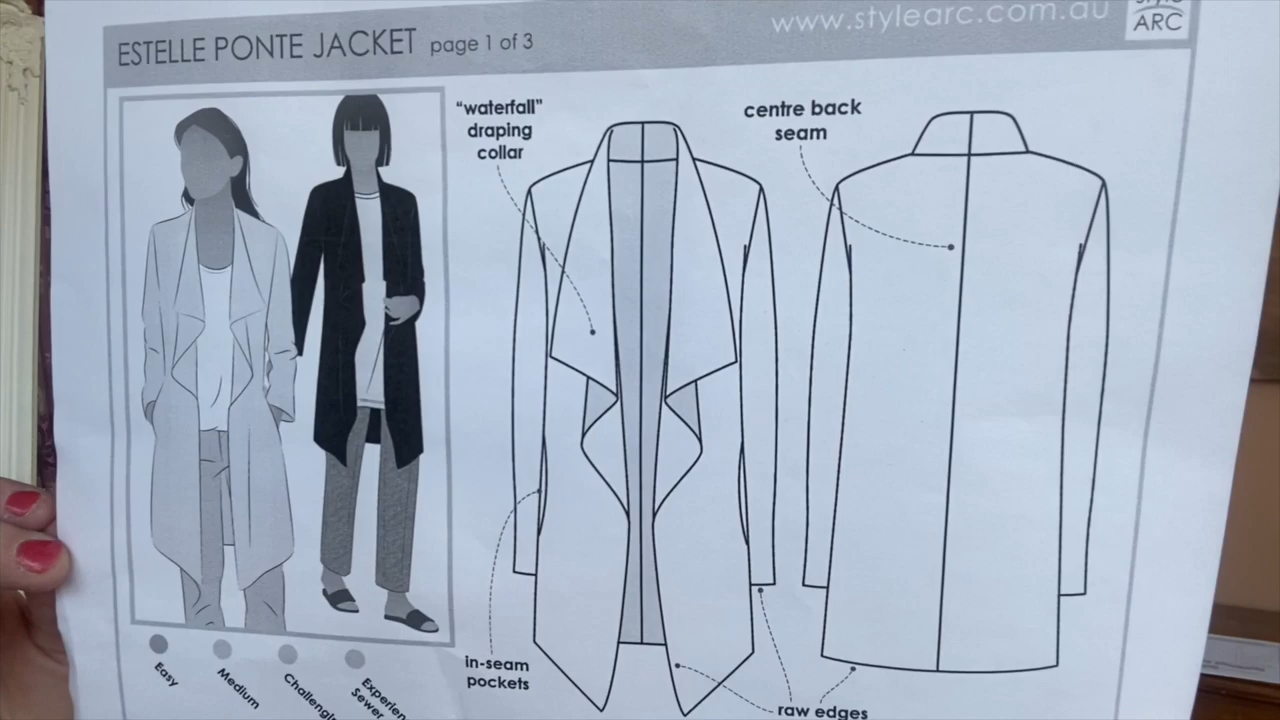 ESTELLE PONTE JACKET page 1 of 3
www.stylearc.com.au
ARC
"waterfall"
draping
collar
centre back
seam
in-seam
pockets
raw edges
Easy
Medium